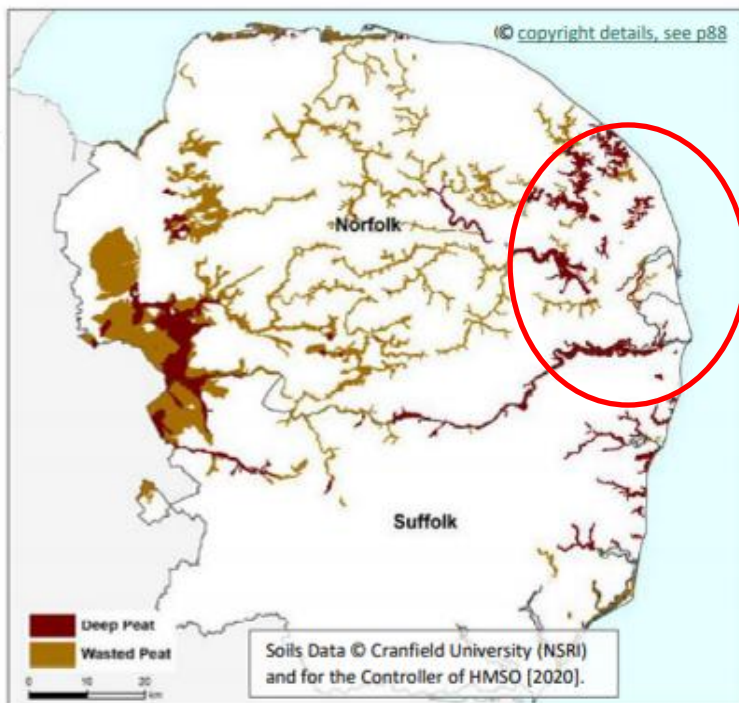 © copyright details, see p88
Norfolk
Suffolk
Deep Peat
Wasted Peat
0 10 20
km
Soils Data © Cranfield University (NSRI)
and for the Controller of HMSO [2020].